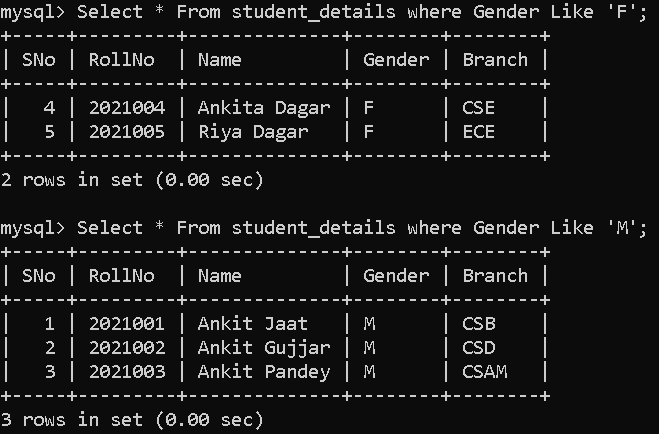 mysql> Select * From student_details where Gender Like 'F';
+-----+---------+--------------+--------+--------+
| SNo | RollNo  | Name         | Gender | Branch |
+-----+---------+--------------+--------+--------+
|   4 | 2021004 | Ankita Dagar | F      | CSE    |
|   5 | 2021005 | Riya Dagar   | F      | ECE    |
+-----+---------+--------------+--------+--------+
2 rows in set (0.00 sec)

mysql> Select * From student_details where Gender Like 'M';
+-----+---------+--------------+--------+--------+
| SNo | RollNo  | Name         | Gender | Branch |
+-----+---------+--------------+--------+--------+
|   1 | 2021001 | Ankit Jaat   | M      | CSB    |
|   2 | 2021002 | Ankit Gujjar | M      | CSD    |
|   3 | 2021003 | Ankit Pandey | M      | CSAM   |
+-----+---------+--------------+--------+--------+
3 rows in set (0.00 sec)